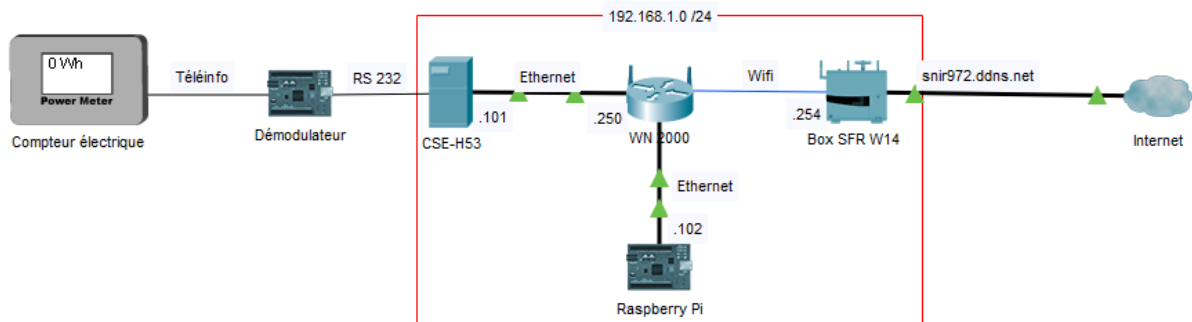 192.168.1.0 /24
0 Wh
Power Meter
Compteur électrique
Téléinfo
Démodulateur
RS 232
CSE-H53
.101
Ethernet
.250
WN 2000
Wifi
.254
Box SFR W14
snir972.ddns.net
Internet
Ethernet
.102
Raspberry Pi